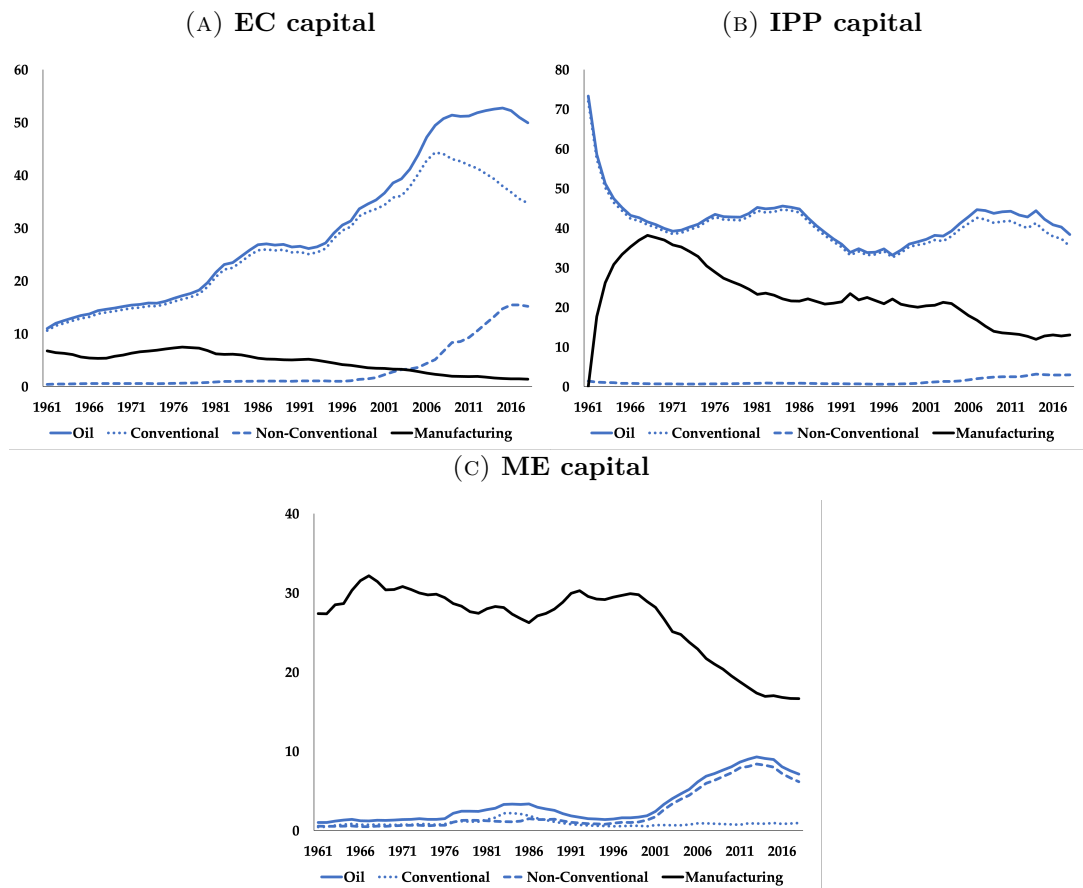 (A) EC capital
60
50
40
30
20
10
0
1961 1966 1971 1976 1981 1986 1991 1996 2001 2006 2011 2016
Oil Conventional Non-Conventional Manufacturing
(B) IPP capital
80
70
60
50
40
30
20
10
0
1961 1966 1971 1976 1981 1986 1991 1996 2001 2006 2011 2016
Oil Conventional Non-Conventional Manufacturing
(C) ME capital
40
30
20
10
0
1961 1966 1971 1976 1981 1986 1991 1996 2001 2006 2011 2016
Oil Conventional Non-Conventional Manufacturing